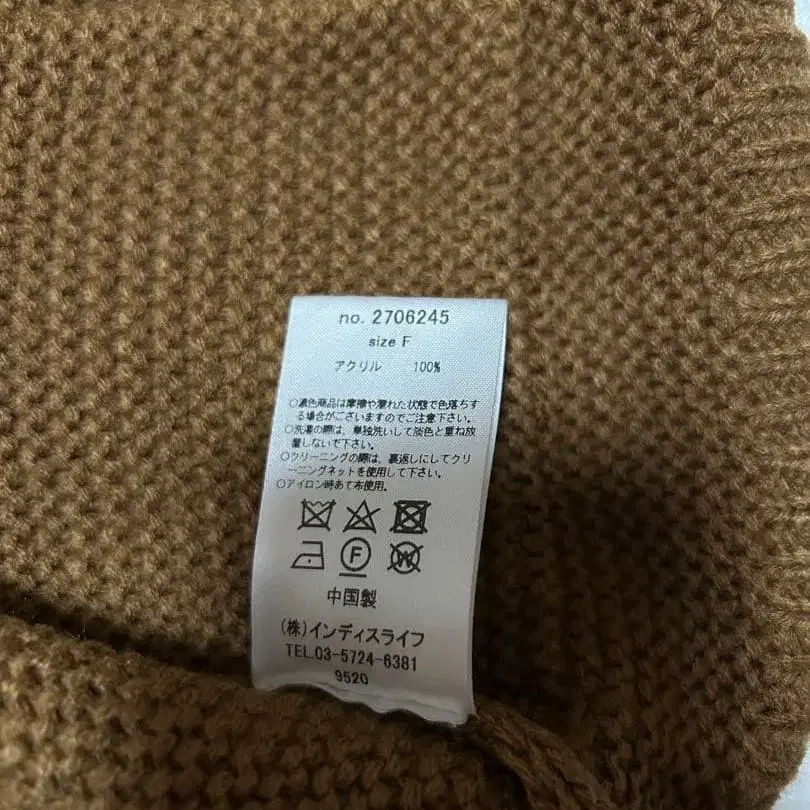 no. 2706245
size F
アクリル 100%
○濃色商品は摩擦や濡れた状態で色落ちす
る場合がございますのでご注意下さい。
○洗濯の際は、単独洗いして淡色と重ね放
置しないで下さい。
○クリーニングの際は、裏返しにしてクリ
ーニングネットを使用して下さい。
○アイロン時あて布使用。
F
W
中国製
(株)インディスライフ
TEL.03-5724-6381
9520